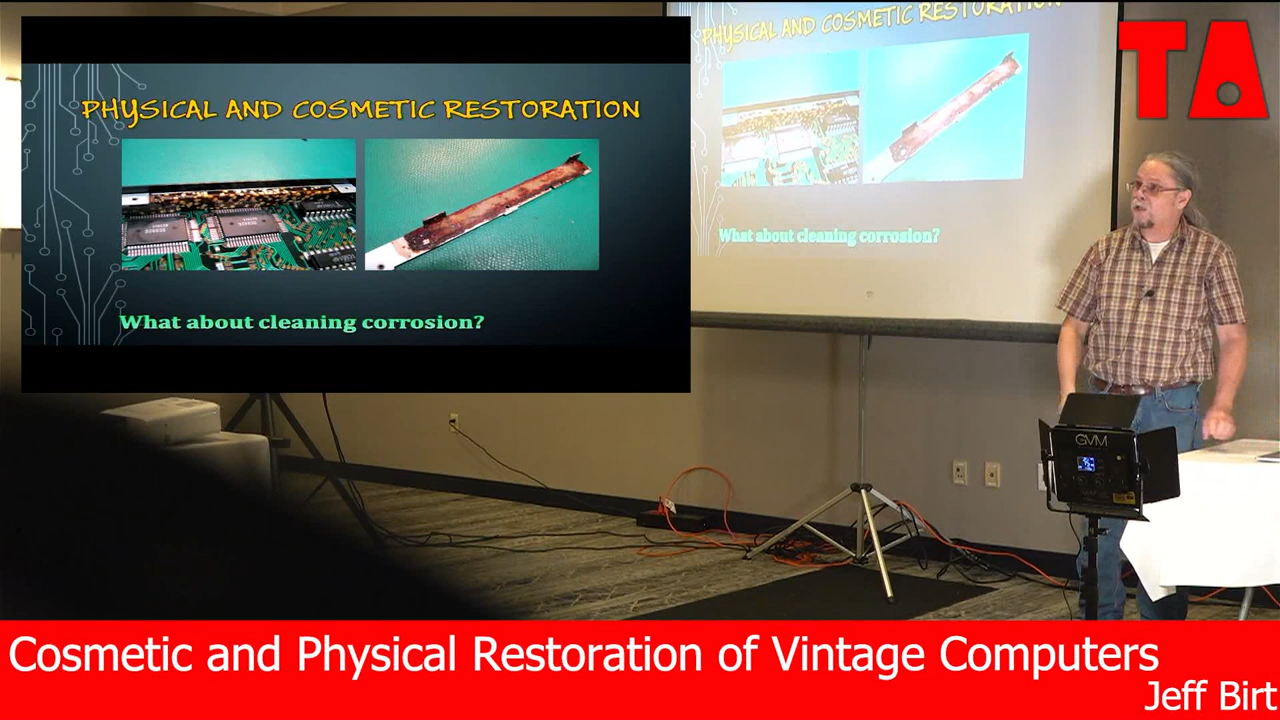 PHYSICAL AND COSMETIC RESTORATION
What about cleaning corrosion?
PHYSICAL AND COSMETIC RESTORATION
What about cleaning corrosion?
TA
GVM
Cosmetic and Physical Restoration of Vintage Computers
Jeff Birt